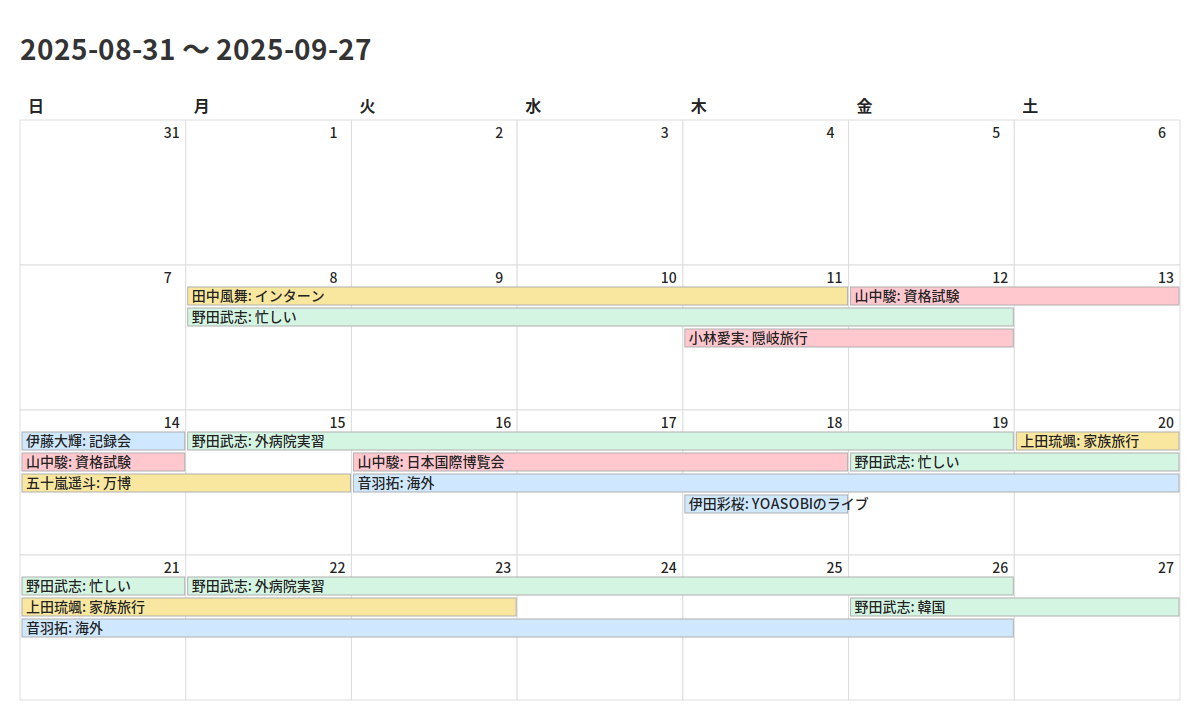 2025-08-31 〜 2025-09-27
日 月 火 水 木 金 土
31 1 2 3 4 5 6
7 8 9 10 11 12 13
田中風舞: インターン 山中駿: 資格試験
野田武志: 忙しい
小林愛実: 隠岐旅行
14 15 16 17 18 19 20
伊藤大輝: 記録会 野田武志: 外病院実習 上田琉颯: 家族旅行
山中駿: 資格試験 山中駿: 日本国際博覧会 野田武志: 忙しい
五十嵐遥斗: 万博 音羽拓: 海外
伊田彩桜: YOASOBIのライブ
21 22 23 24 25 26 27
野田武志: 忙しい 野田武志: 外病院実習
上田琉颯: 家族旅行 野田武志: 韓国
音羽拓: 海外